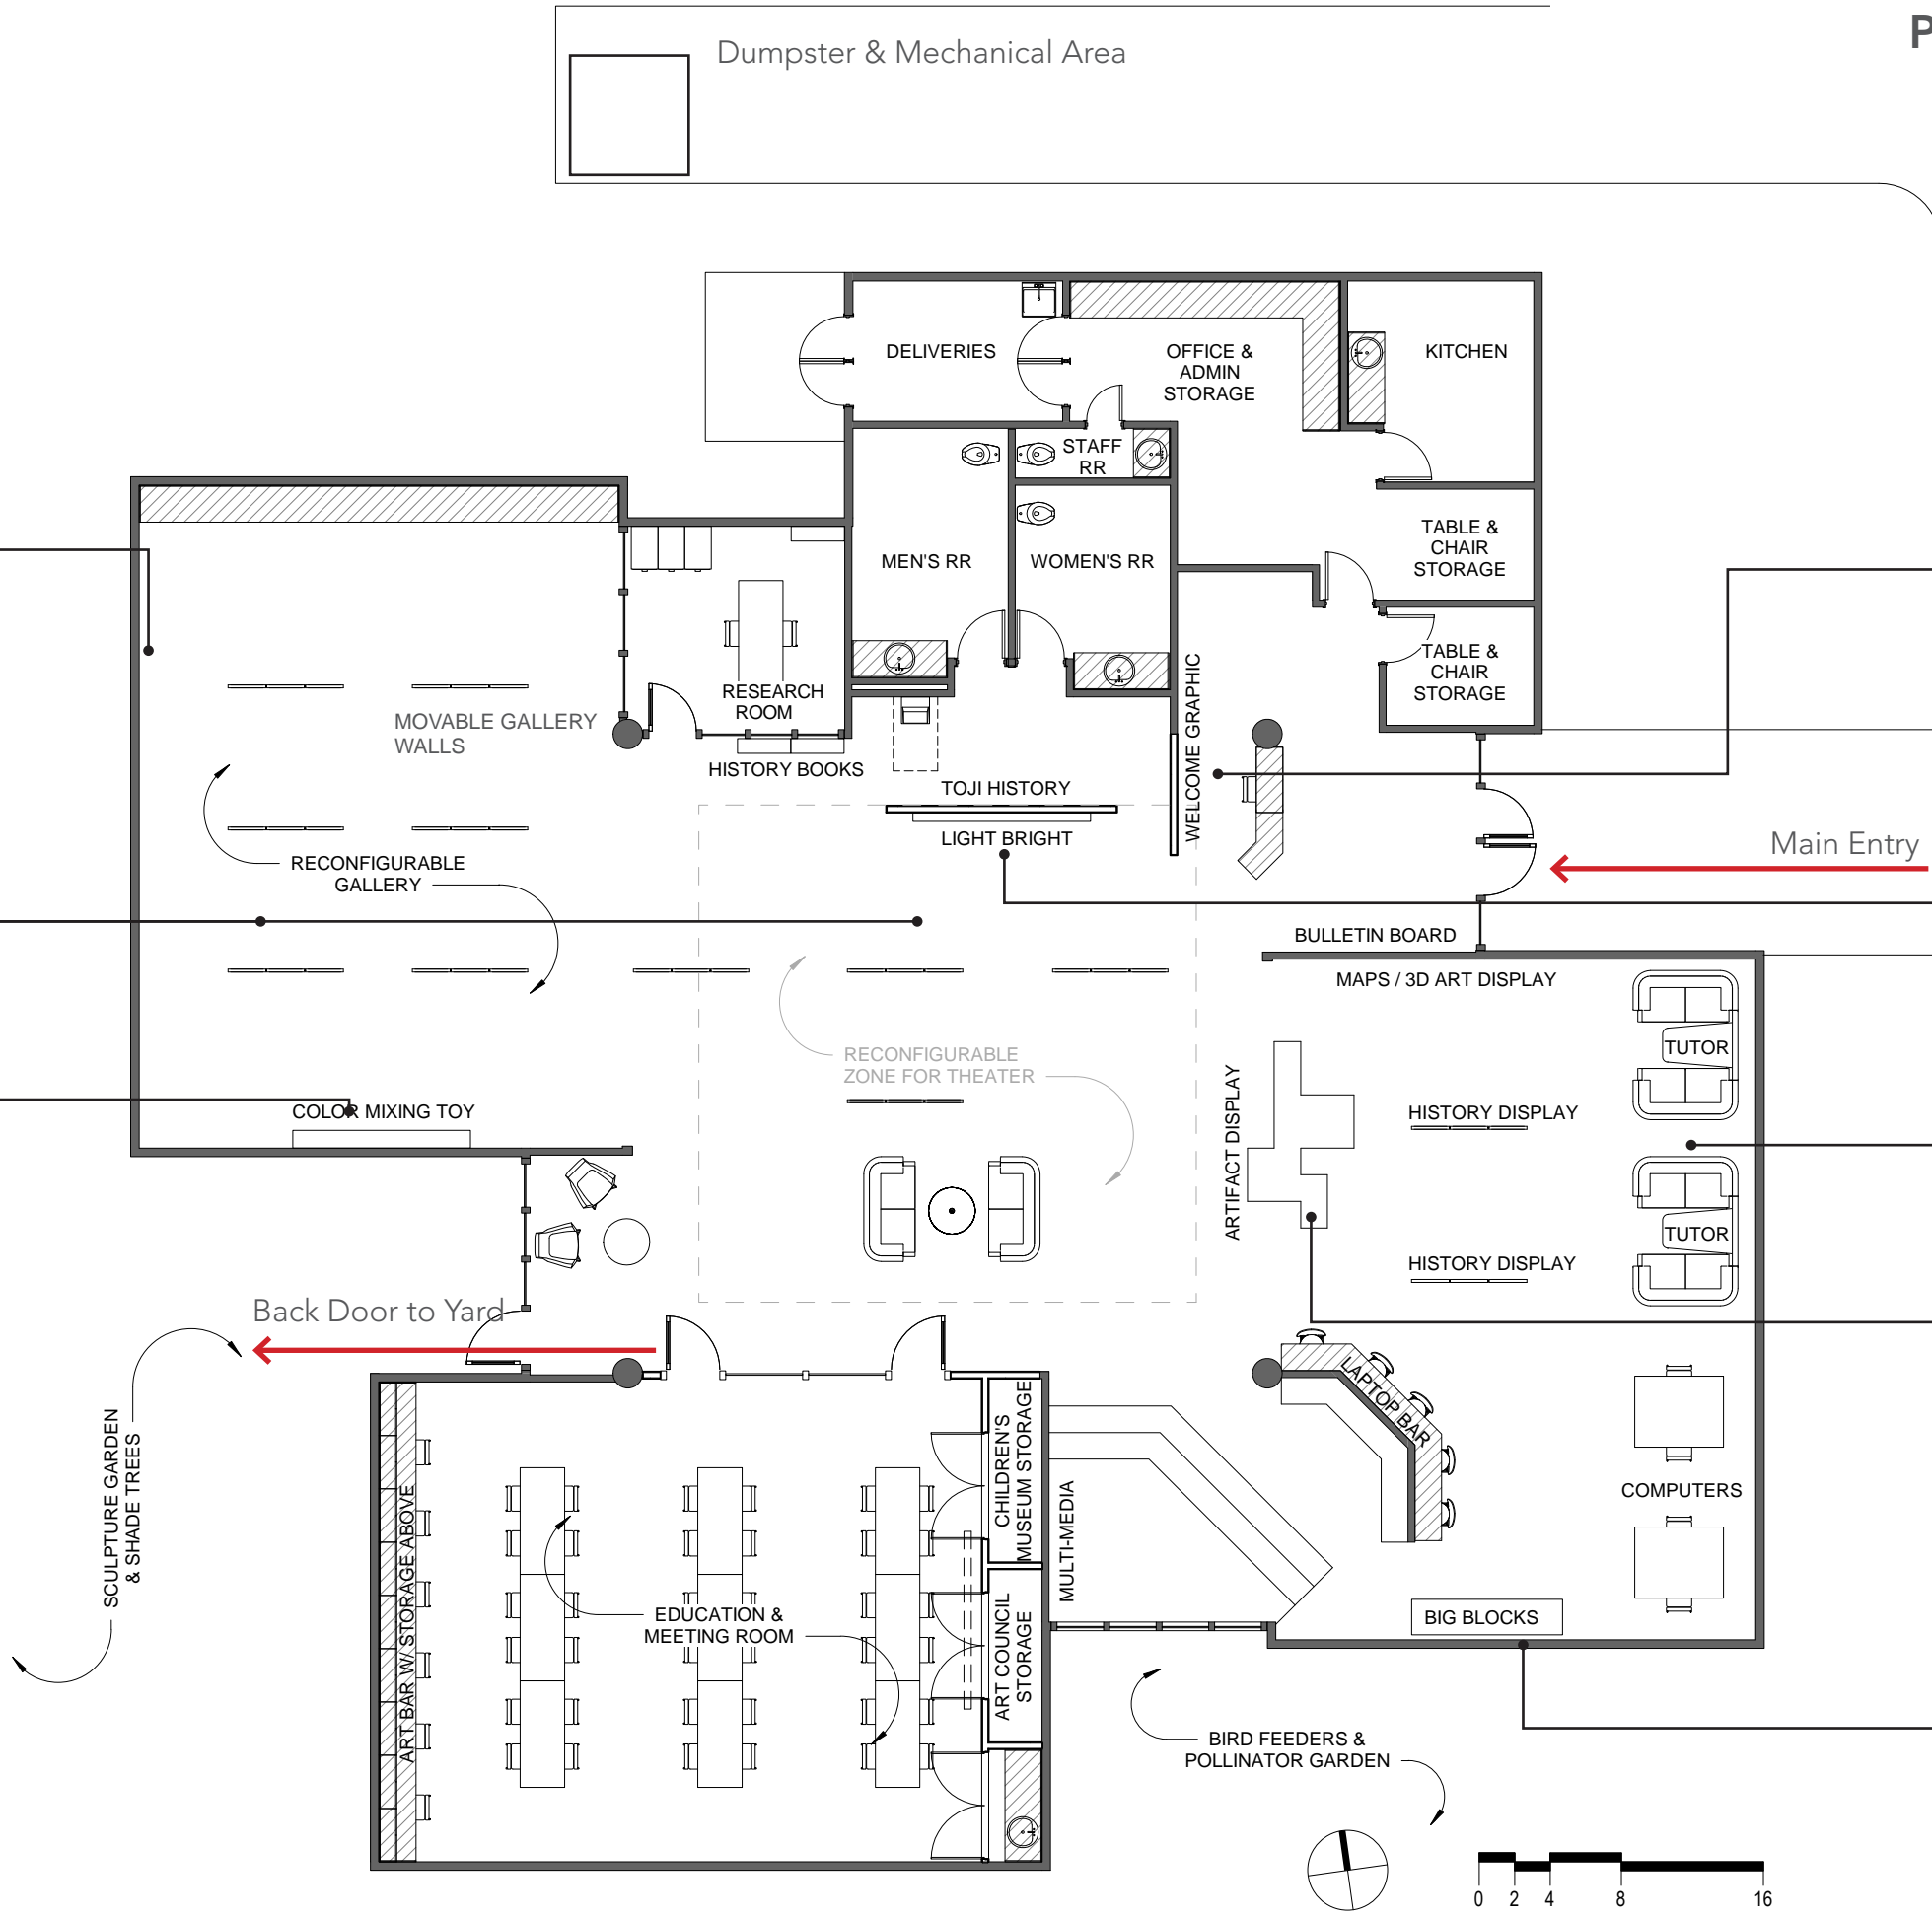 P
Dumpster & Mechanical Area
DELIVERIES
OFFICE &
ADMIN
STORAGE
KITCHEN
STAFF
RR
MEN'S RR
WOMEN'S RR
TABLE &
CHAIR
STORAGE
TABLE &
CHAIR
STORAGE
RESEARCH
ROOM
MOVABLE GALLERY
WALLS
HISTORY BOOKS
TOJI HISTORY
LIGHT BRIGHT
WELCOME GRAPHIC
Main Entry
RECONFIGURABLE
GALLERY
BULLETIN BOARD
MAPS / 3D ART DISPLAY
TUTOR
RECONFIGURABLE
ZONE FOR THEATER
ARTIFACT DISPLAY
COLOR MIXING TOY
HISTORY DISPLAY
TUTOR
HISTORY DISPLAY
Back Door to Yard
SCULPTURE GARDEN
& SHADE TREES
ART BAR W/ STORAGE ABOVE
EDUCATION &
MEETING ROOM
CHILDREN'S
MUSEUM STORAGE
ART COUNCIL
STORAGE
MULTI-MEDIA
LAPTOP BAR
COMPUTERS
BIG BLOCKS
BIRD FEEDERS &
POLLINATOR GARDEN
0 2 4 8 16